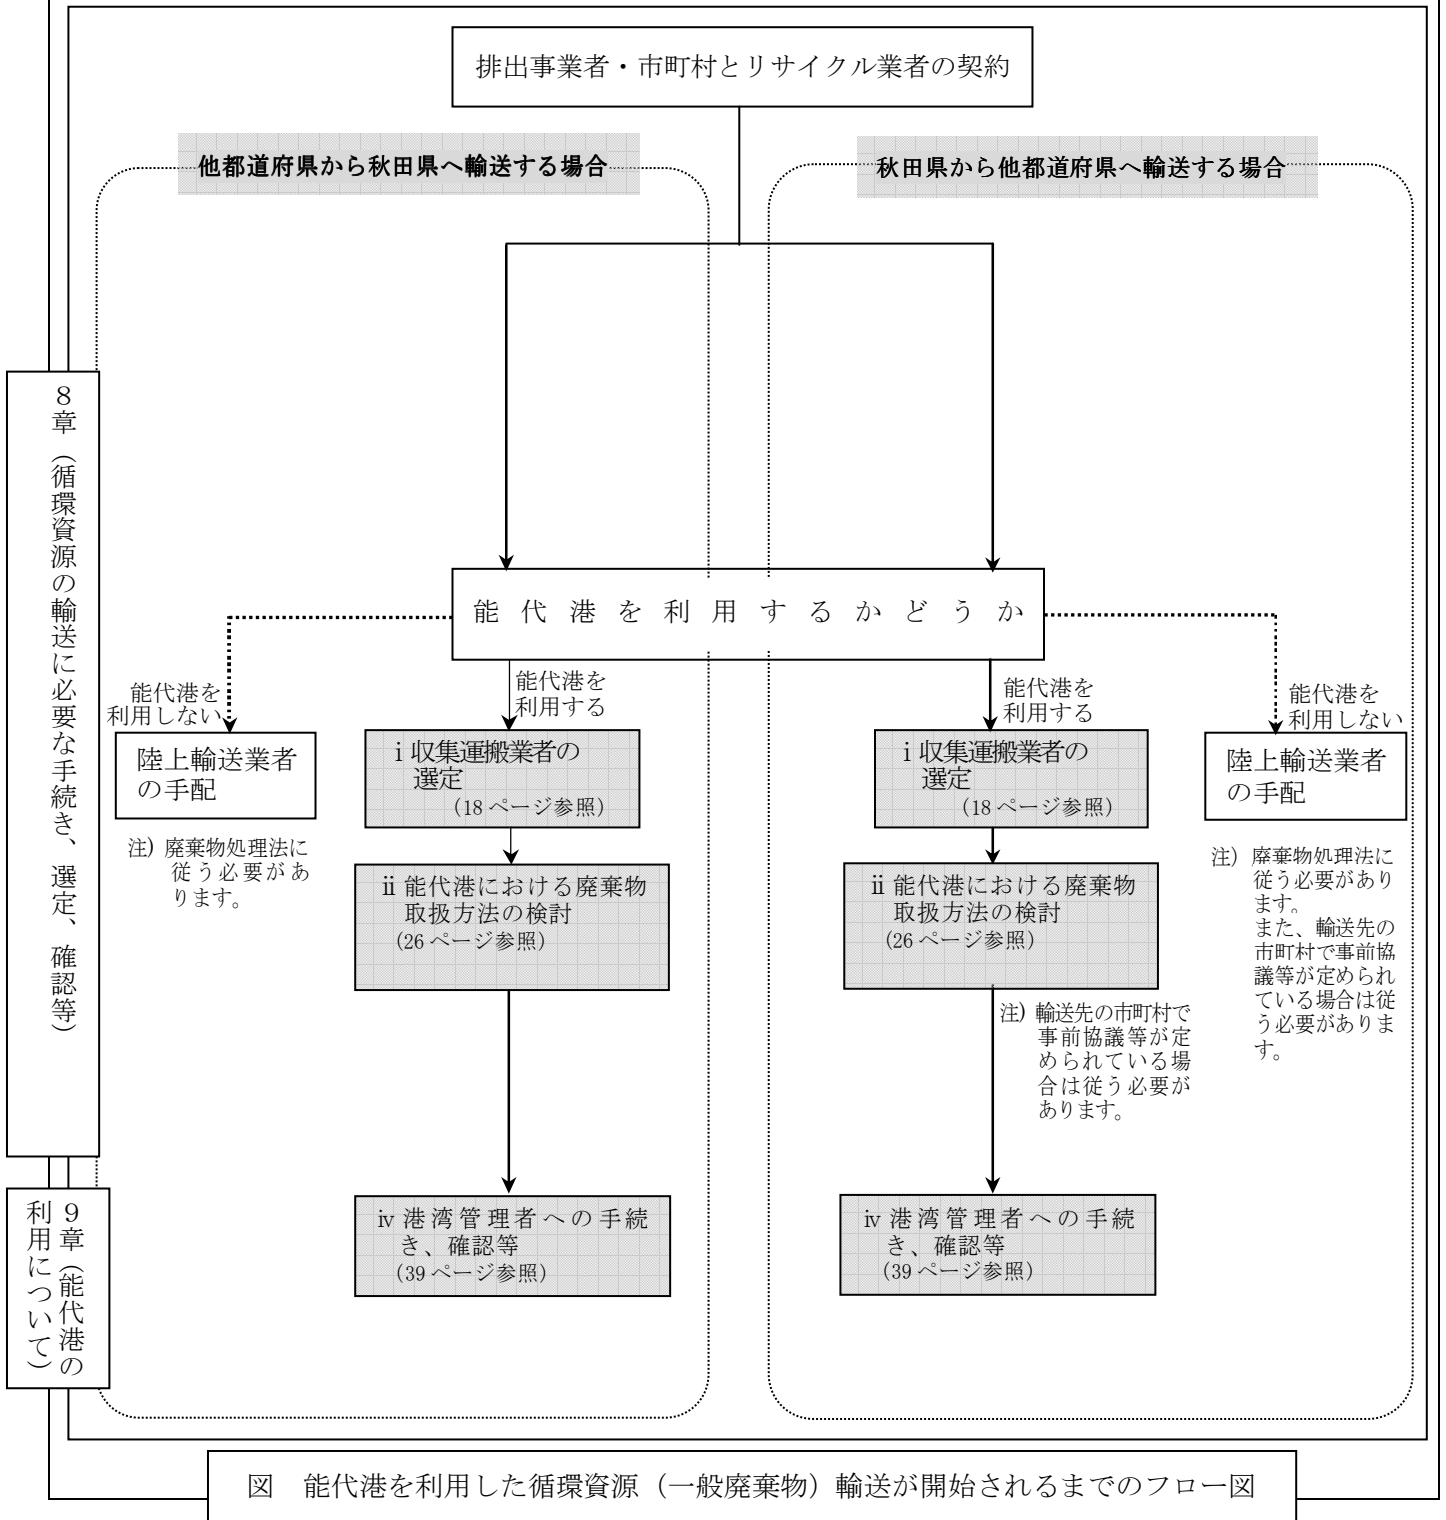 排出事業者・市町村とリサイクル業者の契約
他都道府県から秋田県へ輸送する場合
秋田県から他都道府県へ輸送する場合
8章（循環資源の輸送に必要な手続き、選定、確認等）
能代港を利用するかどうか
能代港を
利用しない
陸上輸送業者
の手配
注) 廃棄物処理法に
従う必要があ
ります。
能代港を
利用する
ⅰ収集運搬業者の
選定
（18 ページ参照）
ⅱ 能代港における廃棄物
取扱方法の検討
（26 ページ参照）
能代港を
利用する
ⅰ収集運搬業者の
選定
（18 ページ参照）
ⅱ 能代港における廃棄物
取扱方法の検討
（26 ページ参照）
注) 輸送先の市町村で
事前協議等が定
められている場
合は従う必要が
あります。
能代港を
利用しない
陸上輸送業者
の手配
注) 廃棄物処理法に
従う必要があり
ます。
また、輸送先の
市町村で事前協
議等が定められ
ている場合は従
う必要がありま
す。
9章（能代港の
利用について）
ⅳ 港湾管理者への手続
き、確認等
（39 ページ参照）
ⅳ 港湾管理者への手続
き、確認等
（39 ページ参照）
図　能代港を利用した循環資源（一般廃棄物）輸送が開始されるまでのフロー図